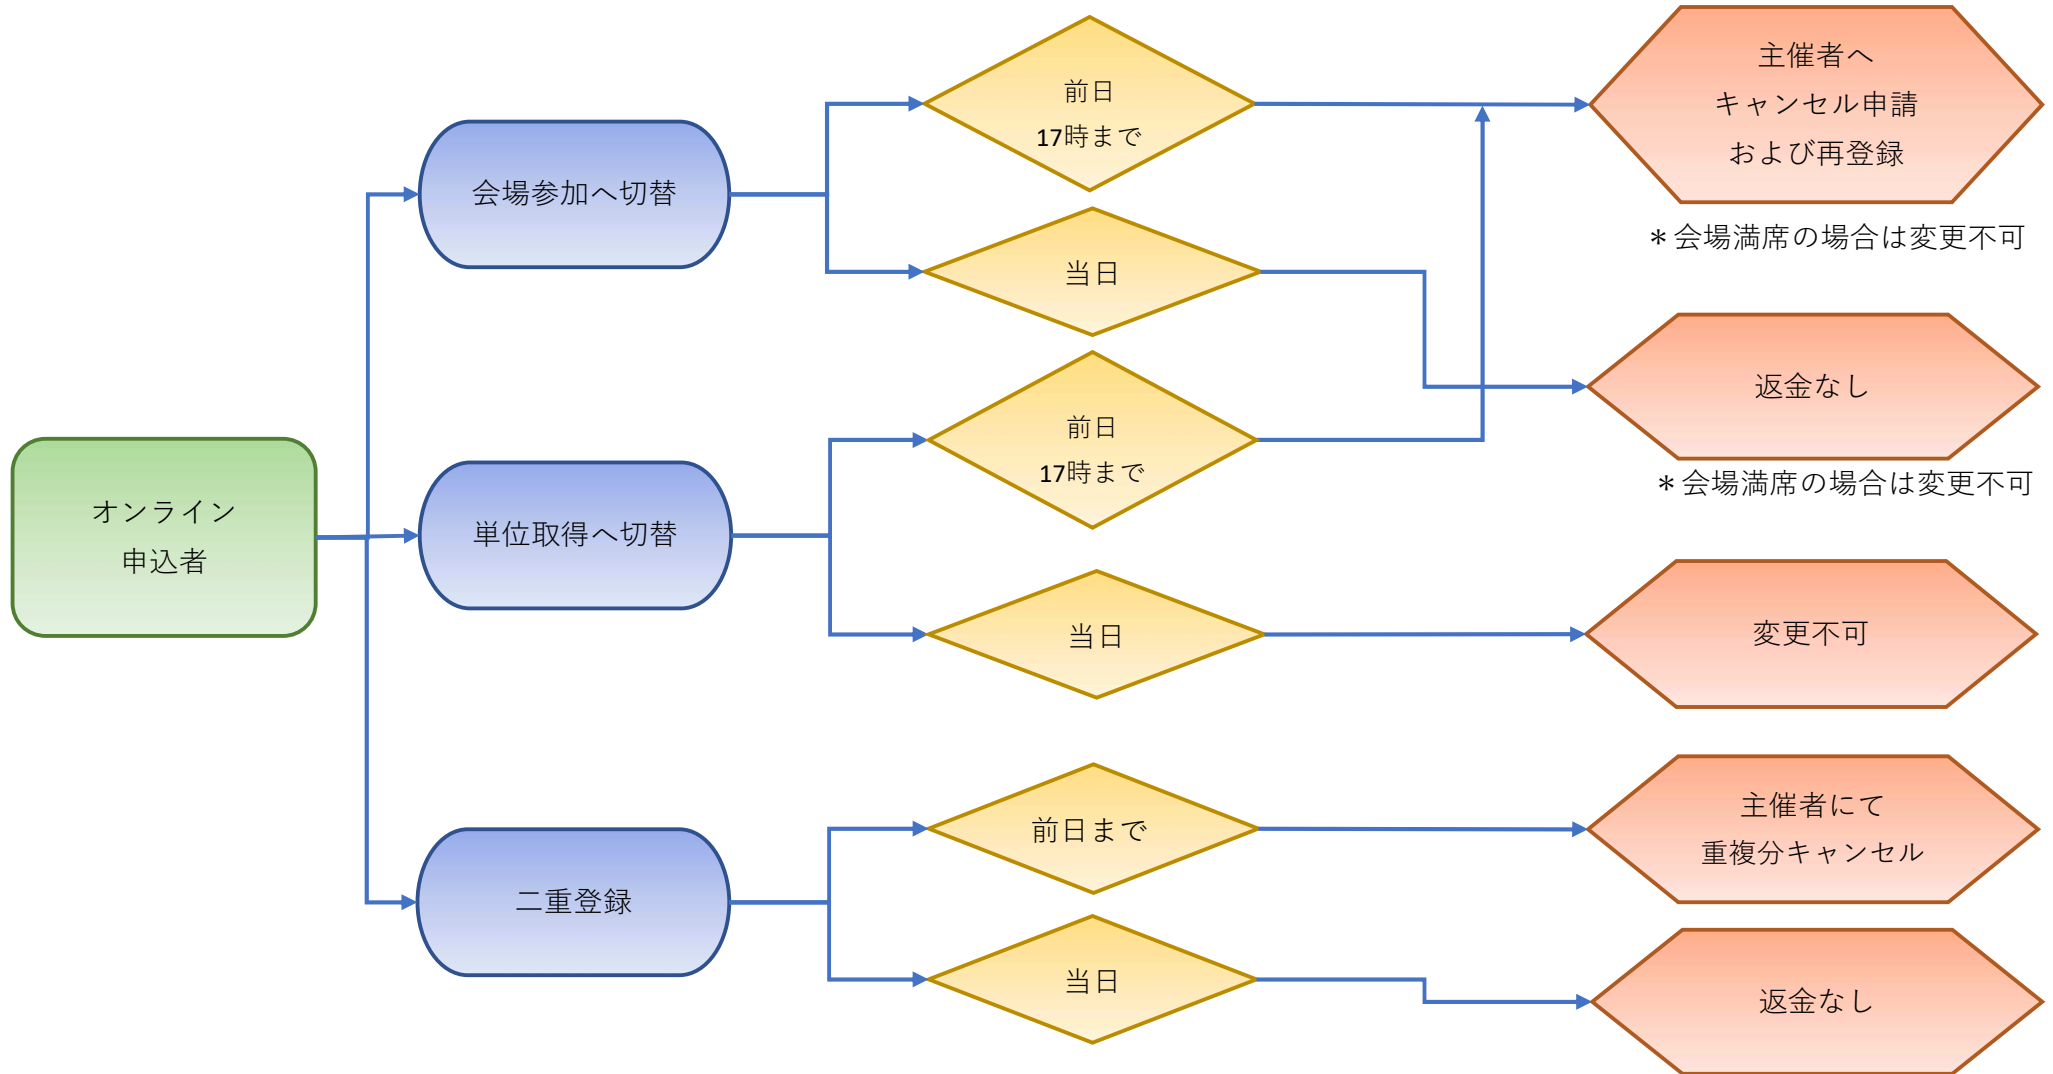 オンライン
申込者
会場参加へ切替
前日
17時まで
主催者へ
キャンセル申請
および再登録
＊会場満席の場合は変更不可
当日
返金なし
＊会場満席の場合は変更不可
単位取得へ切替
前日
17時まで
当日
変更不可
二重登録
前日まで
主催者にて
重複分キャンセル
当日
返金なし